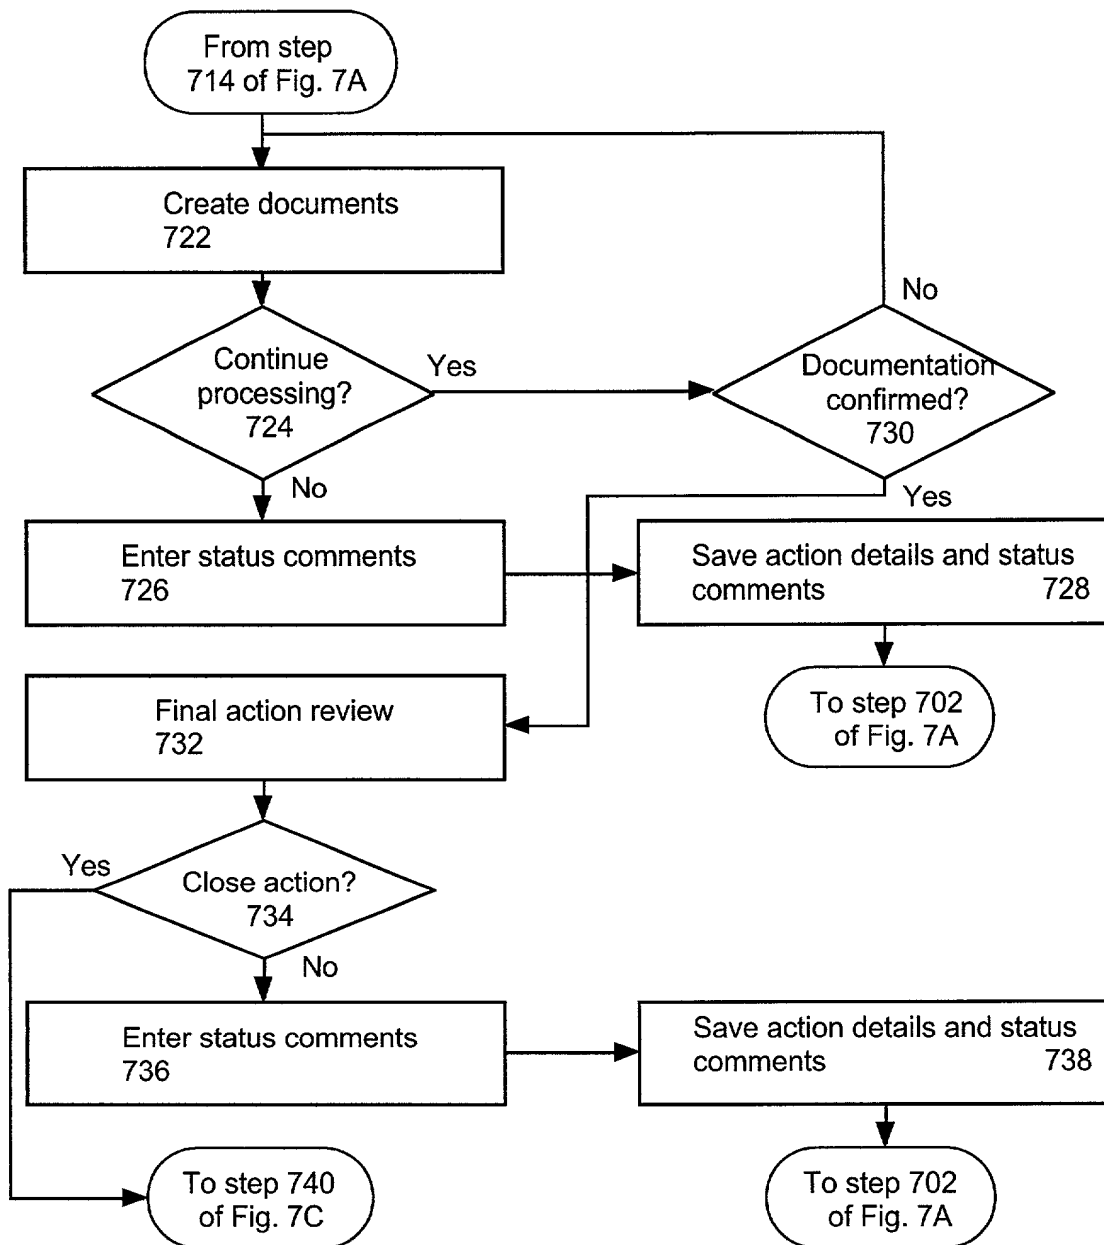 From step
714 of Fig. 7A
Create documents
722
No
Continue
processing?
724
Yes
Documentation
confirmed?
730
No
Yes
Enter status comments
726
Save action details and status
comments 728
Final action review
732
To step 702
of Fig. 7A
Yes
Close action?
734
No
Enter status comments
736
Save action details and status
comments 738
To step 740
of Fig. 7C
To step 702
of Fig. 7A